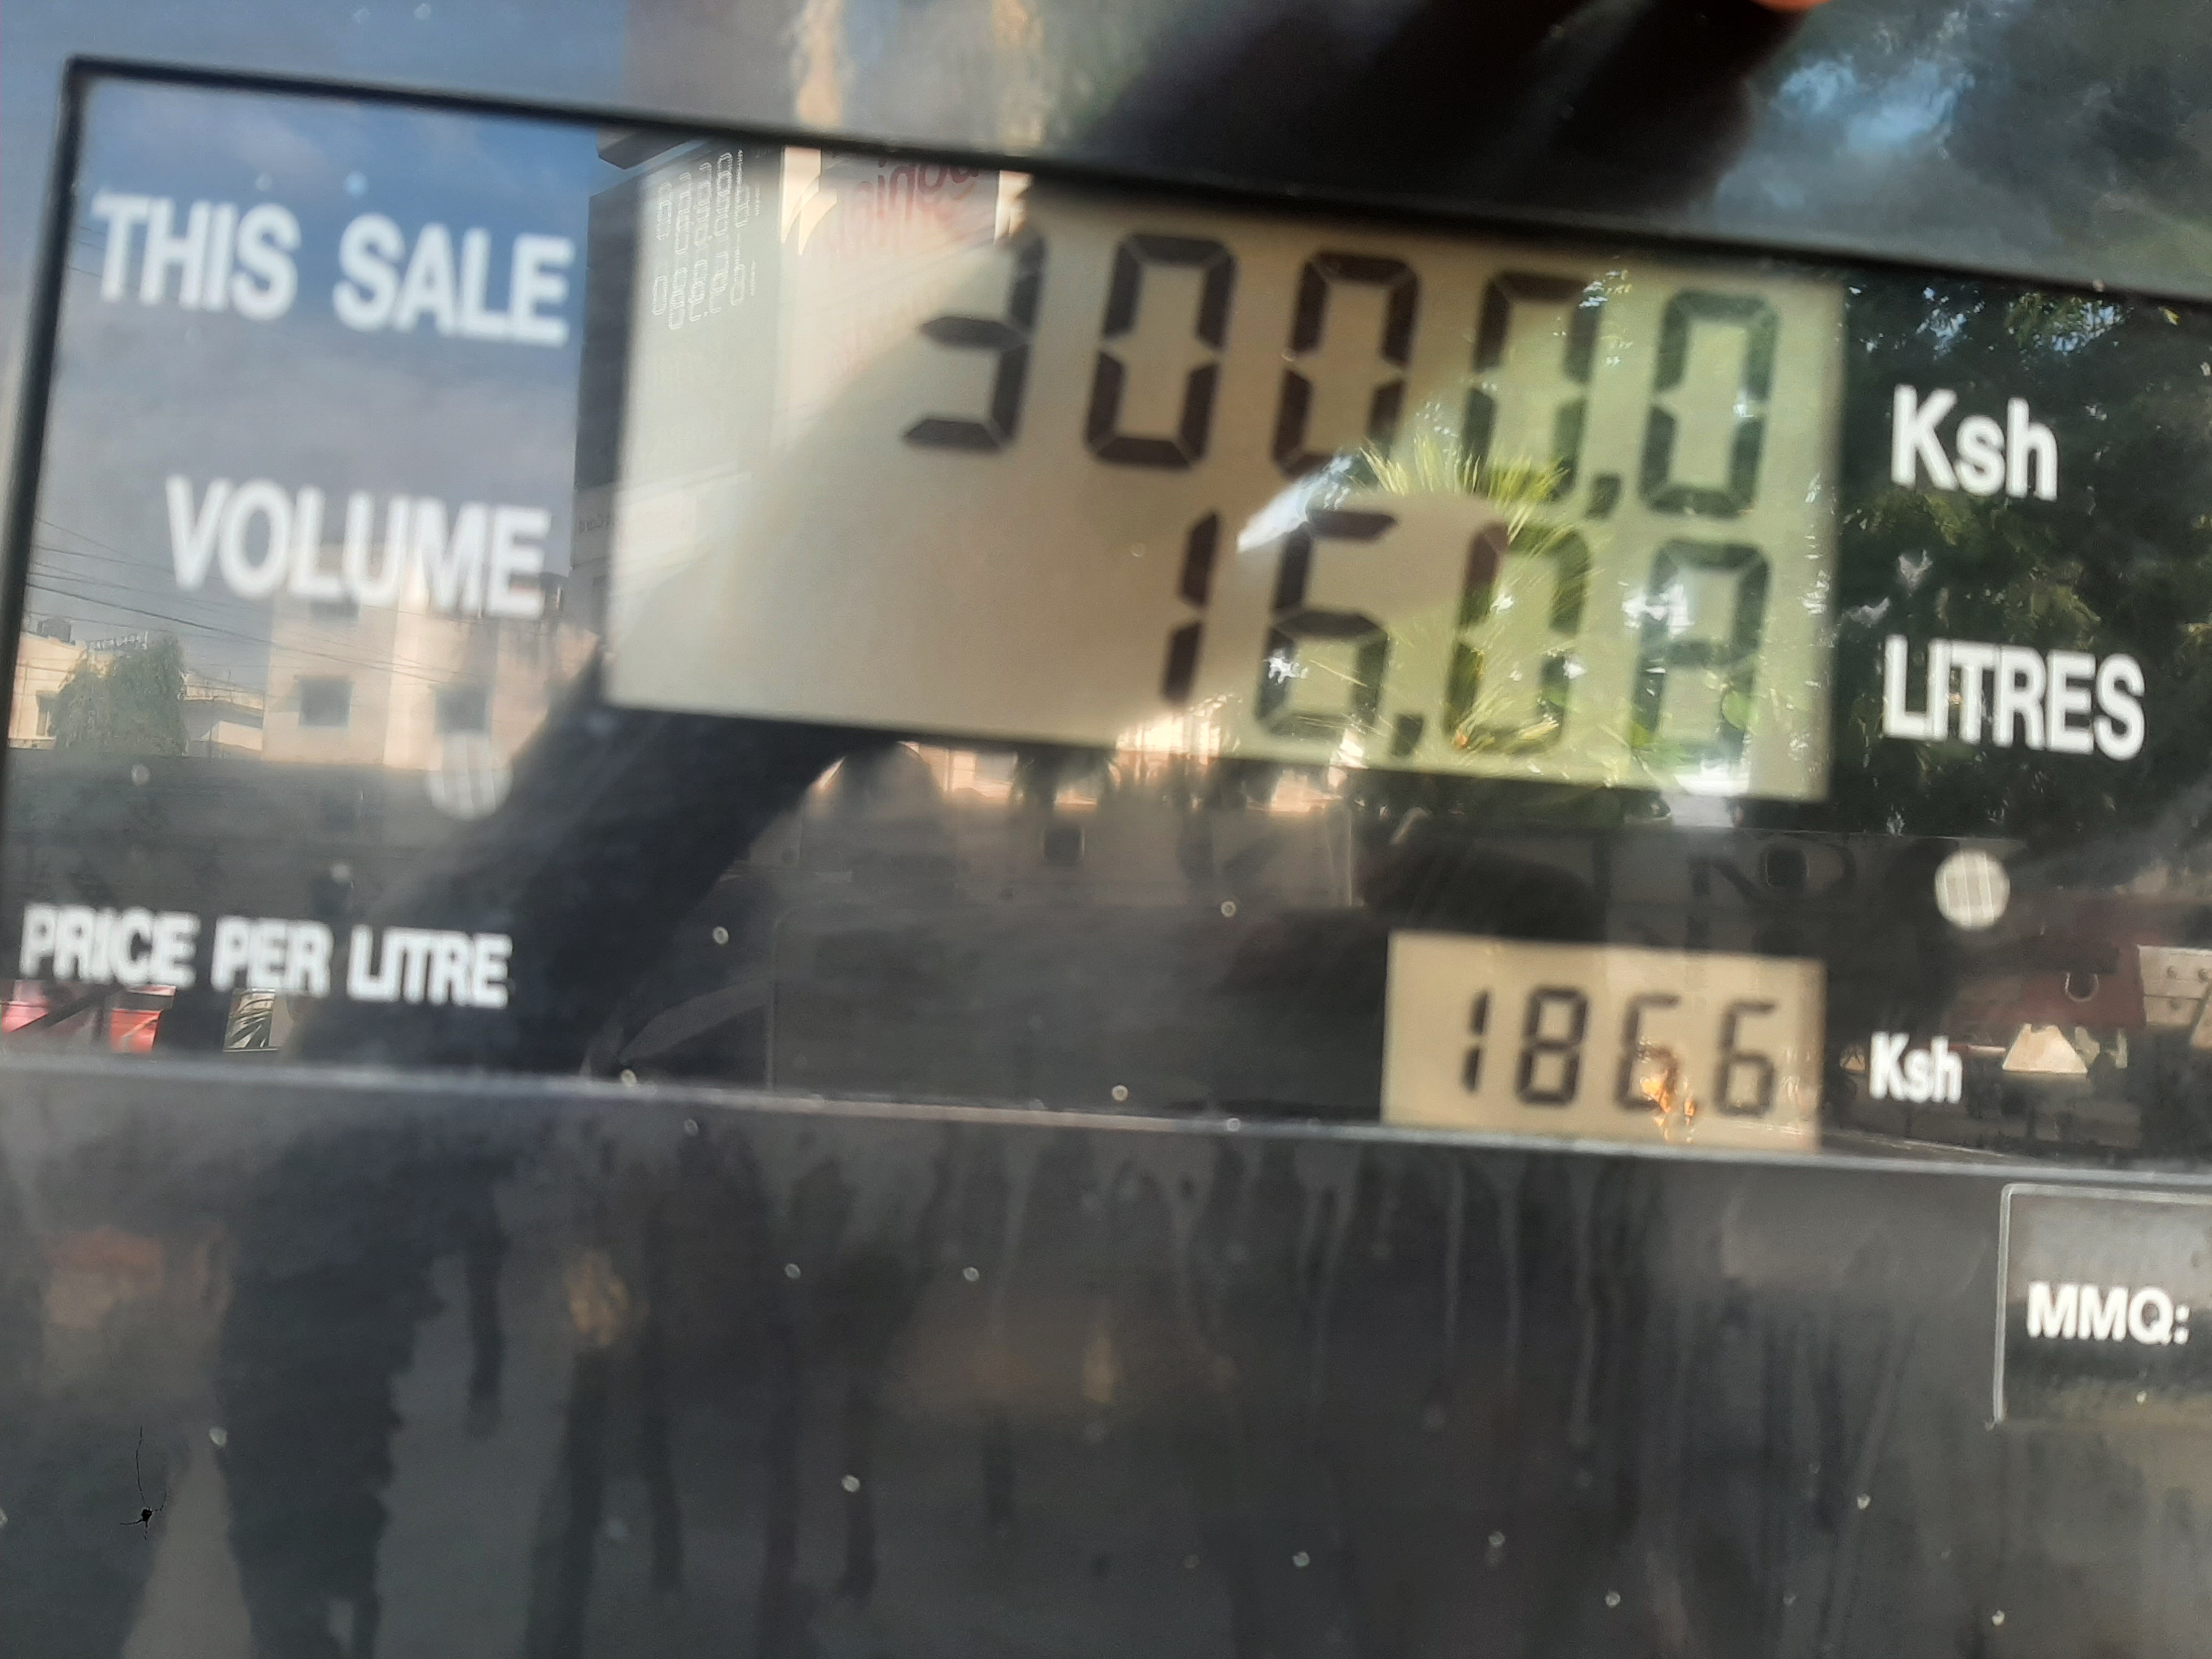 THIS SALE 3000.0 Ksh
VOLUME 16.08 LITRES
PRICE PER LITRE 186.6 Ksh
MMQ: